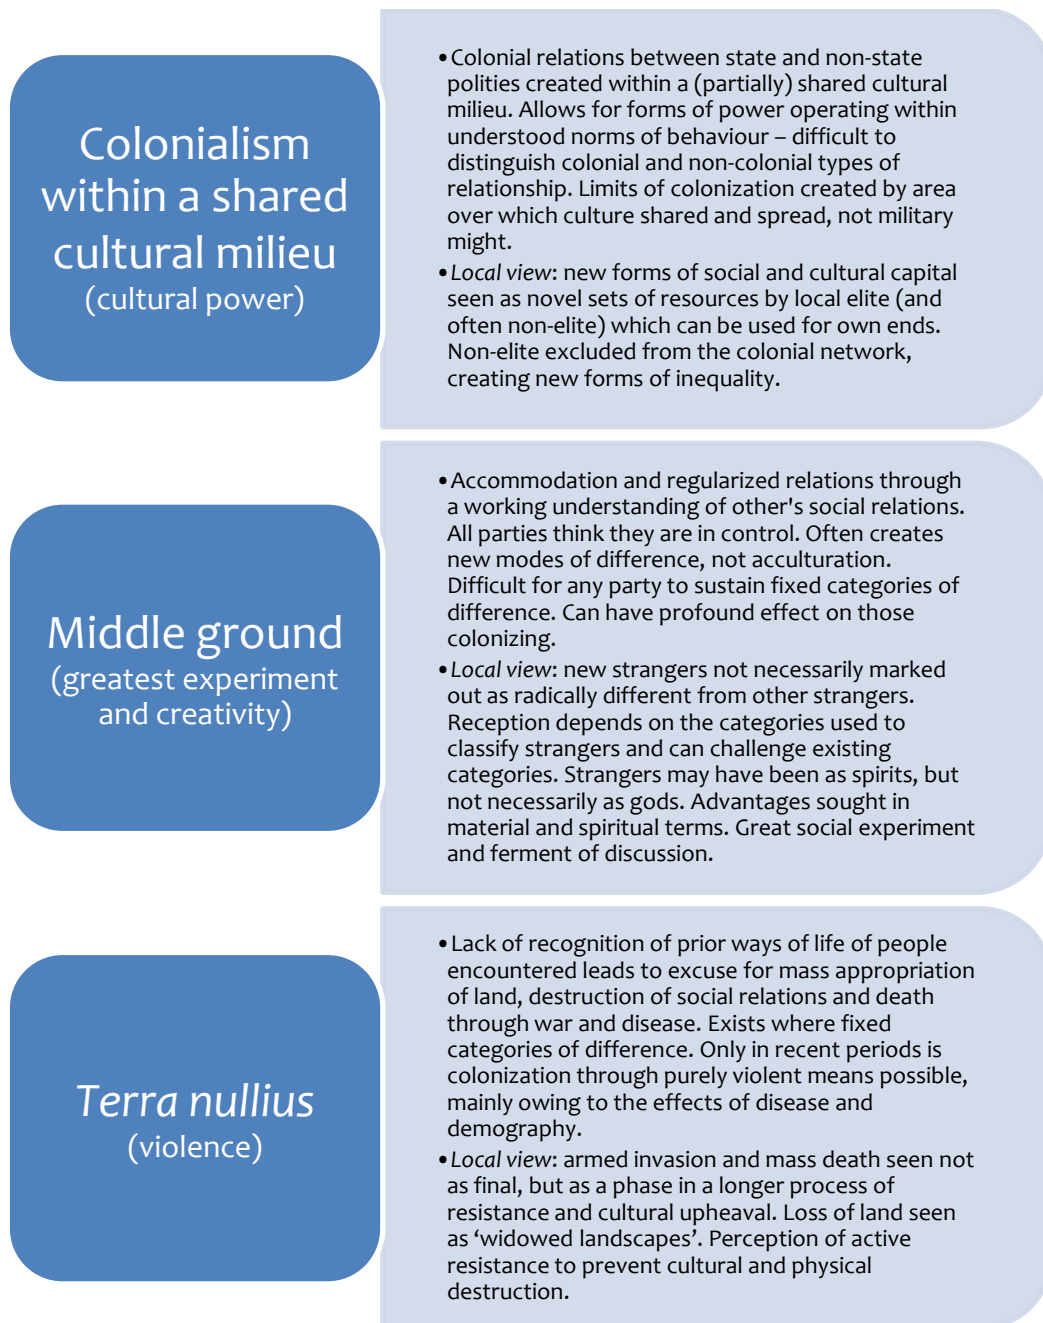 Colonialism
within a shared
cultural milieu
(cultural power)
•Colonial relations between state and non-state
polities created within a (partially) shared cultural
milieu. Allows for forms of power operating within
understood norms of behaviour – difficult to
distinguish colonial and non-colonial types of
relationship. Limits of colonization created by area
over which culture shared and spread, not military
might.
•Local view: new forms of social and cultural capital
seen as novel sets of resources by local elite (and
often non-elite) which can be used for own ends.
Non-elite excluded from the colonial network,
creating new forms of inequality.
Middle ground
(greatest experiment
and creativity)
•Accommodation and regularized relations through
a working understanding of other's social relations.
All parties think they are in control. Often creates
new modes of difference, not acculturation.
Difficult for any party to sustain fixed categories of
difference. Can have profound effect on those
colonizing.
•Local view: new strangers not necessarily marked
out as radically different from other strangers.
Reception depends on the categories used to
classify strangers and can challenge existing
categories. Strangers may have been as spirits, but
not necessarily as gods. Advantages sought in
material and spiritual terms. Great social experiment
and ferment of discussion.
Terra nullius
(violence)
•Lack of recognition of prior ways of life of people
encountered leads to excuse for mass appropriation
of land, destruction of social relations and death
through war and disease. Exists where fixed
categories of difference. Only in recent periods is
colonization through purely violent means possible,
mainly owing to the effects of disease and
demography.
•Local view: armed invasion and mass death seen not
as final, but as a phase in a longer process of
resistance and cultural upheaval. Loss of land seen
as ‘widowed landscapes’. Perception of active
resistance to prevent cultural and physical
destruction.